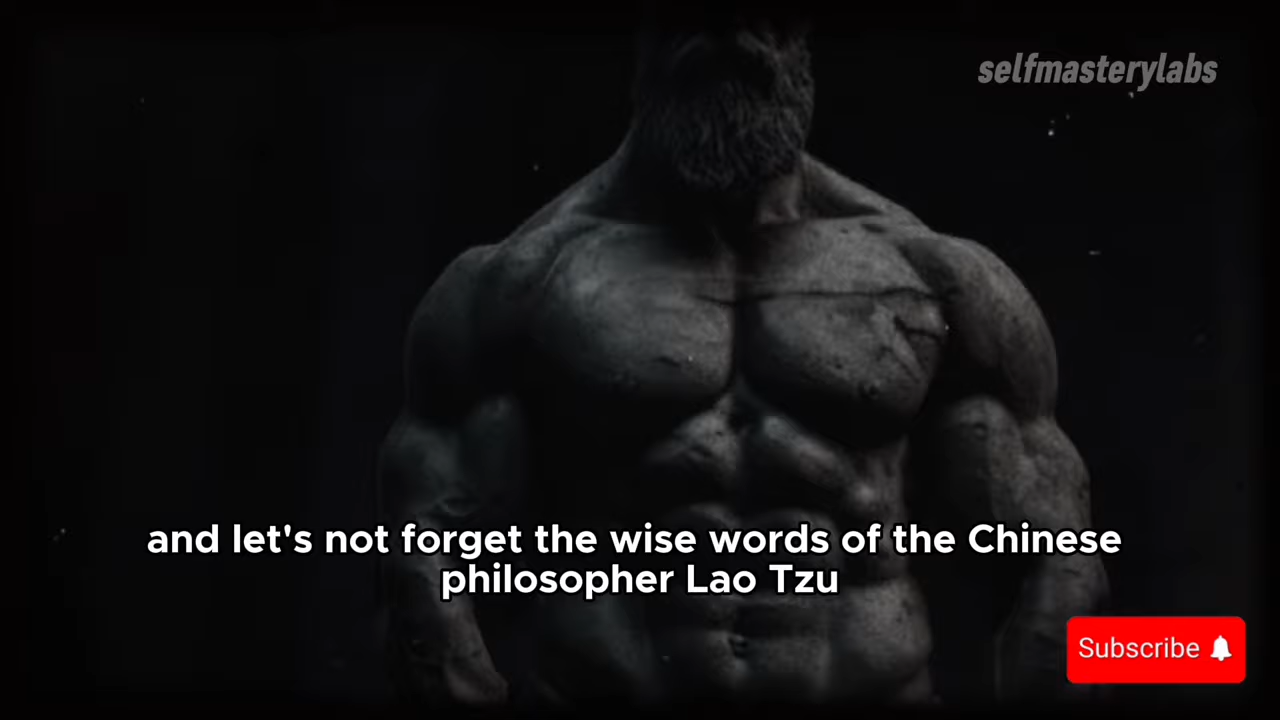 selfmasterylabs
and let's not forget the wise words of the Chinese
philosopher Lao Tzu
Subscribe